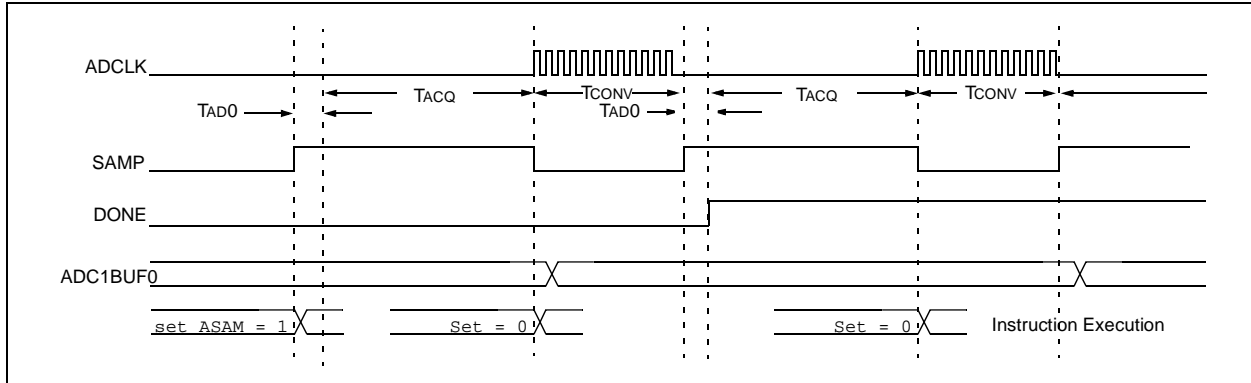 ADCLK
TACQ
TCONV
TACQ
TCONV
TAD0
TAD0
SAMP
DONE
ADC1BUF0
set ASAM = 1
Set = 0
Set = 0
Instruction Execution